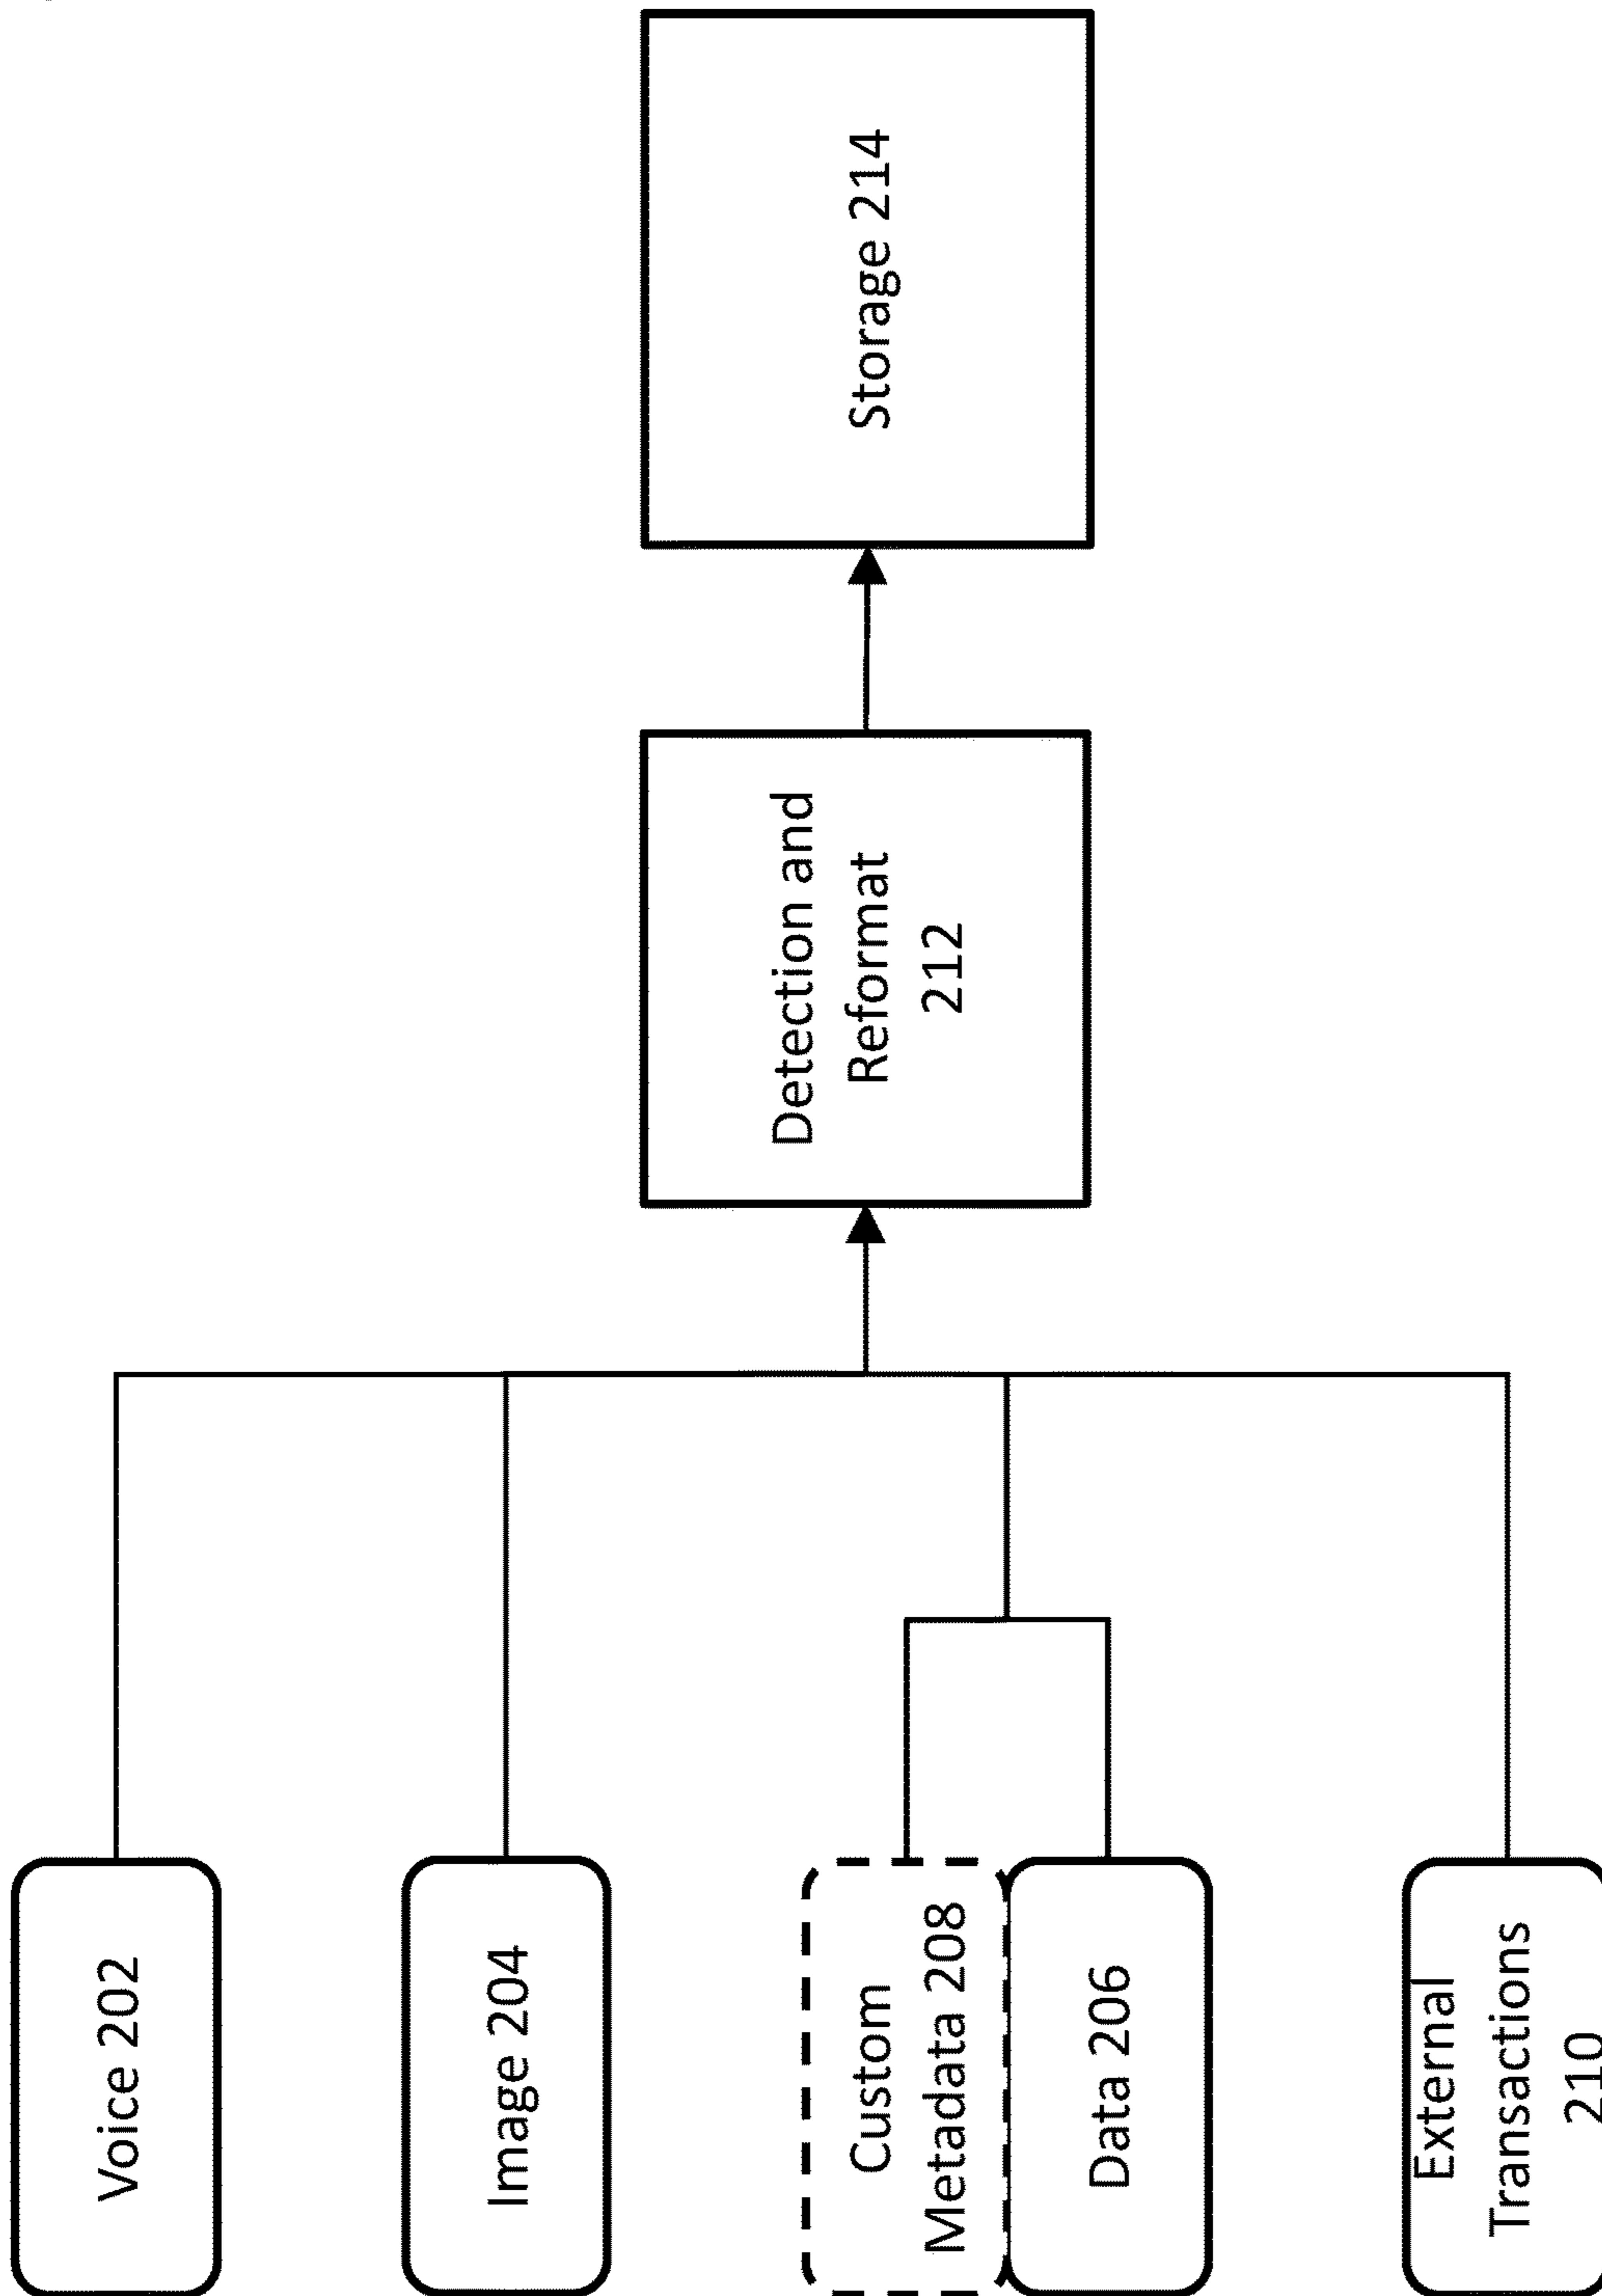 Voice 202
Image 204
Custom
Metadata 208
Data 206
External
Transactions
210
Detection and
Reformat
212
Storage 214